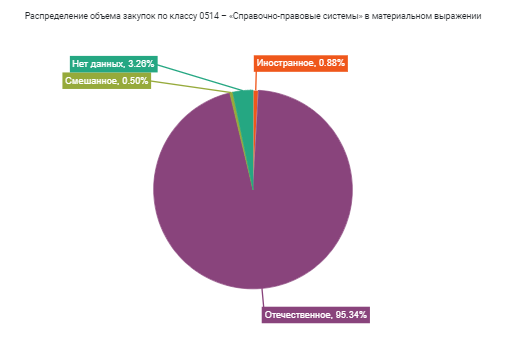 Распределение объема закупок по классу 0514 – «Справочно-правовые системы» в материальном выражении
Нет данных, 3.26%
Иностранное, 0.88%
Смешанное, 0.50%
Отечественное, 95.34%